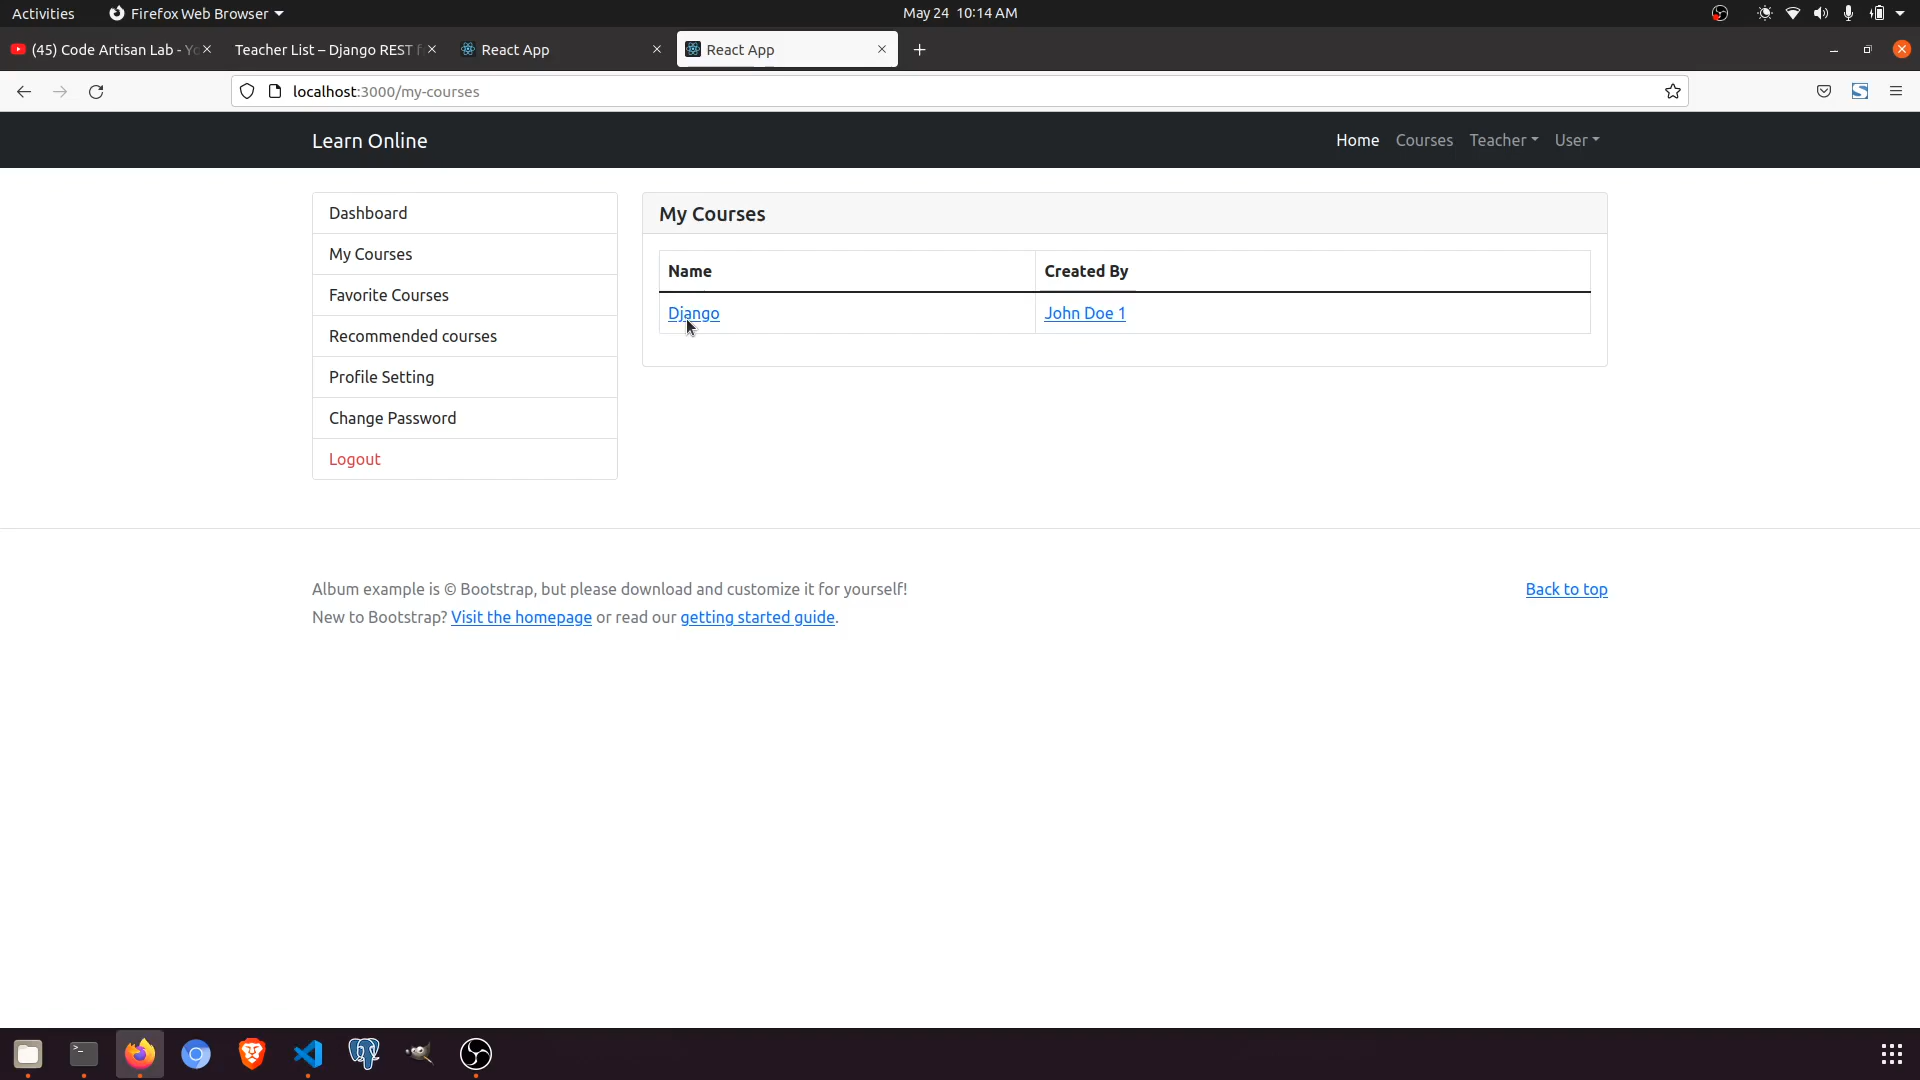 Activities
Firefox Web Browser
May 24 10:14 AM
(45) Code Artisan Lab - Yo
Teacher List – Django REST f
React App
React App
localhost:3000/my-courses
Learn Online
Home
Courses
Teacher
User
Dashboard
My Courses
Favorite Courses
Recommended courses
Profile Setting
Change Password
Logout
My Courses
Name
Created By
Django
John Doe 1
Album example is © Bootstrap, but please download and customize it for yourself!
Back to top
New to Bootstrap? Visit the homepage or read our getting started guide.